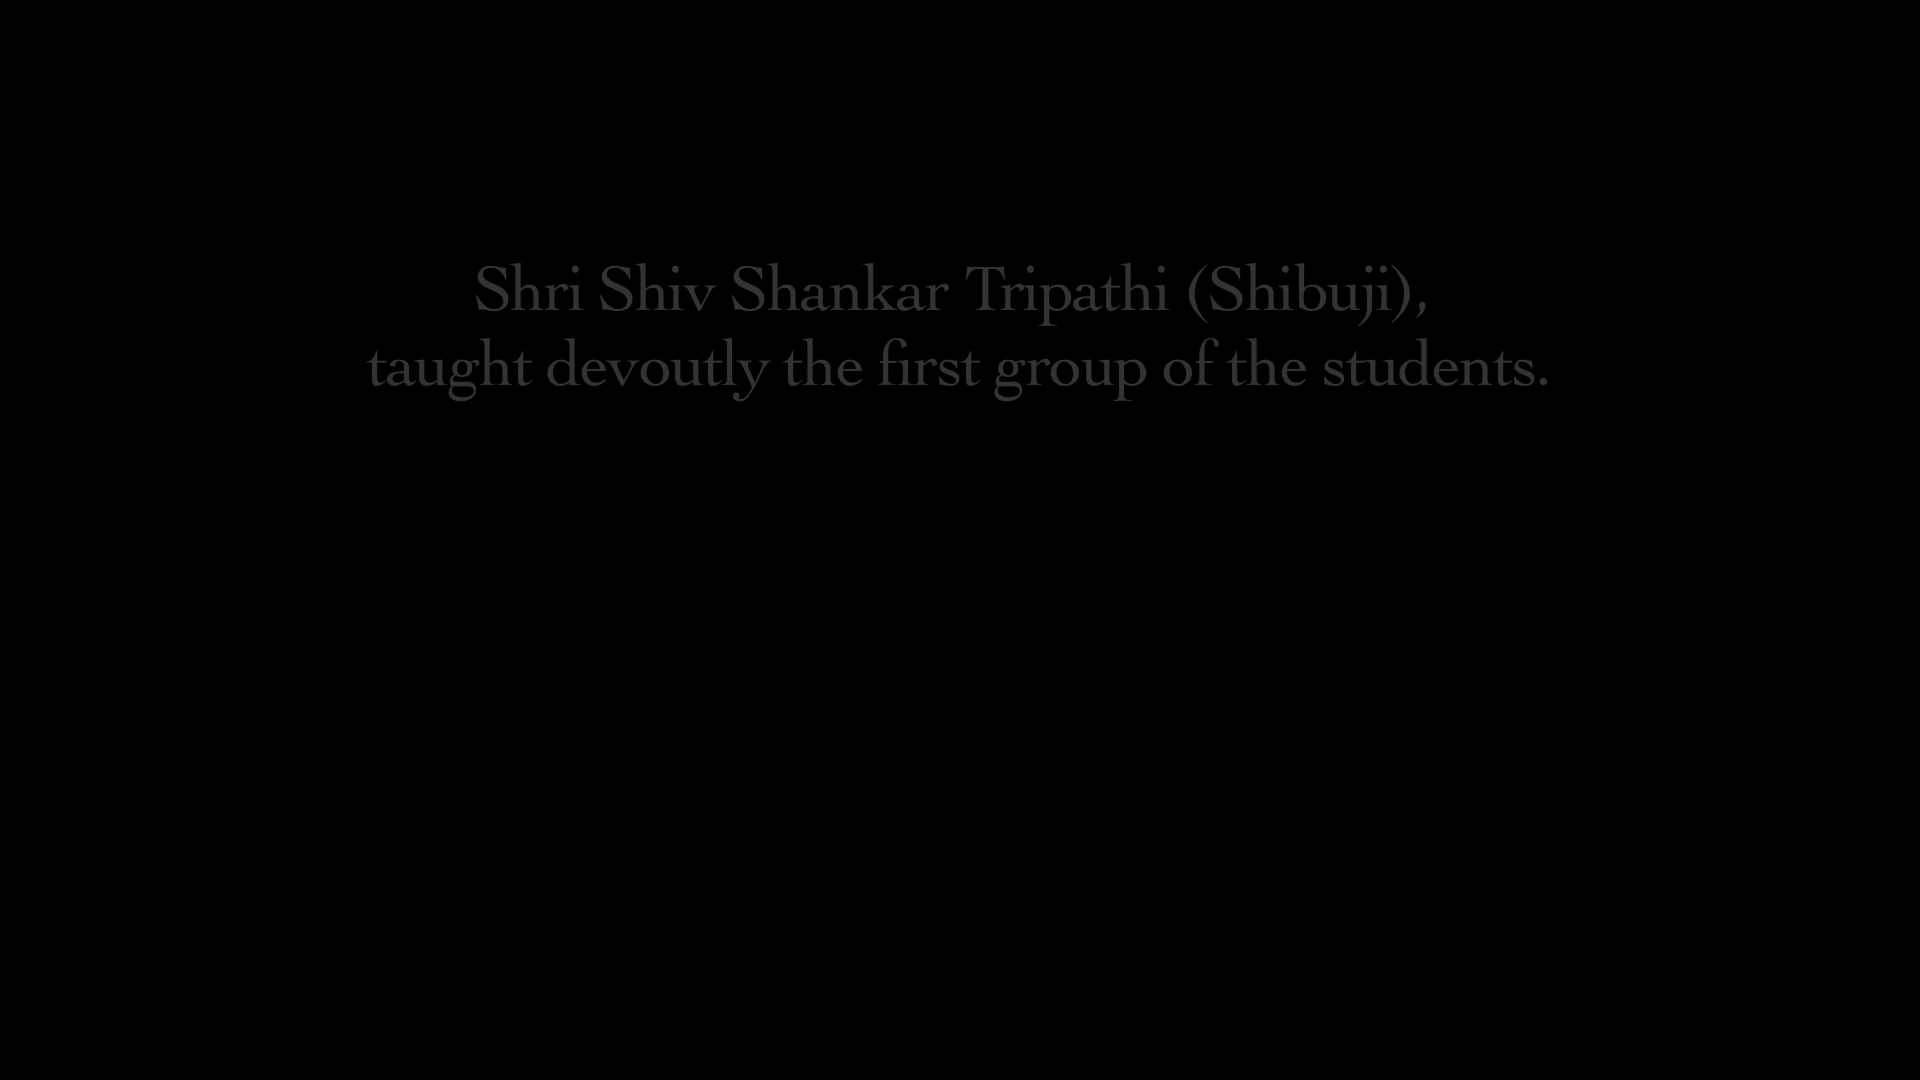 Shri Shiv Shankar Tripathi (Shibuji),
taught devoutly the first group of the students.